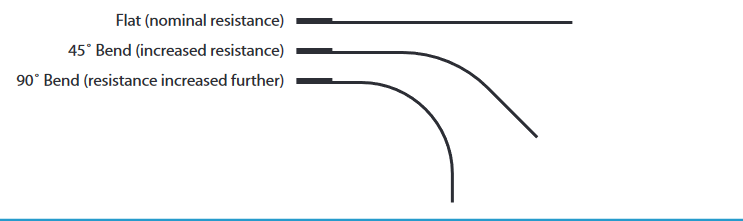 Flat (nominal resistance)
45˚ Bend (increased resistance)
90˚ Bend (resistance increased further)